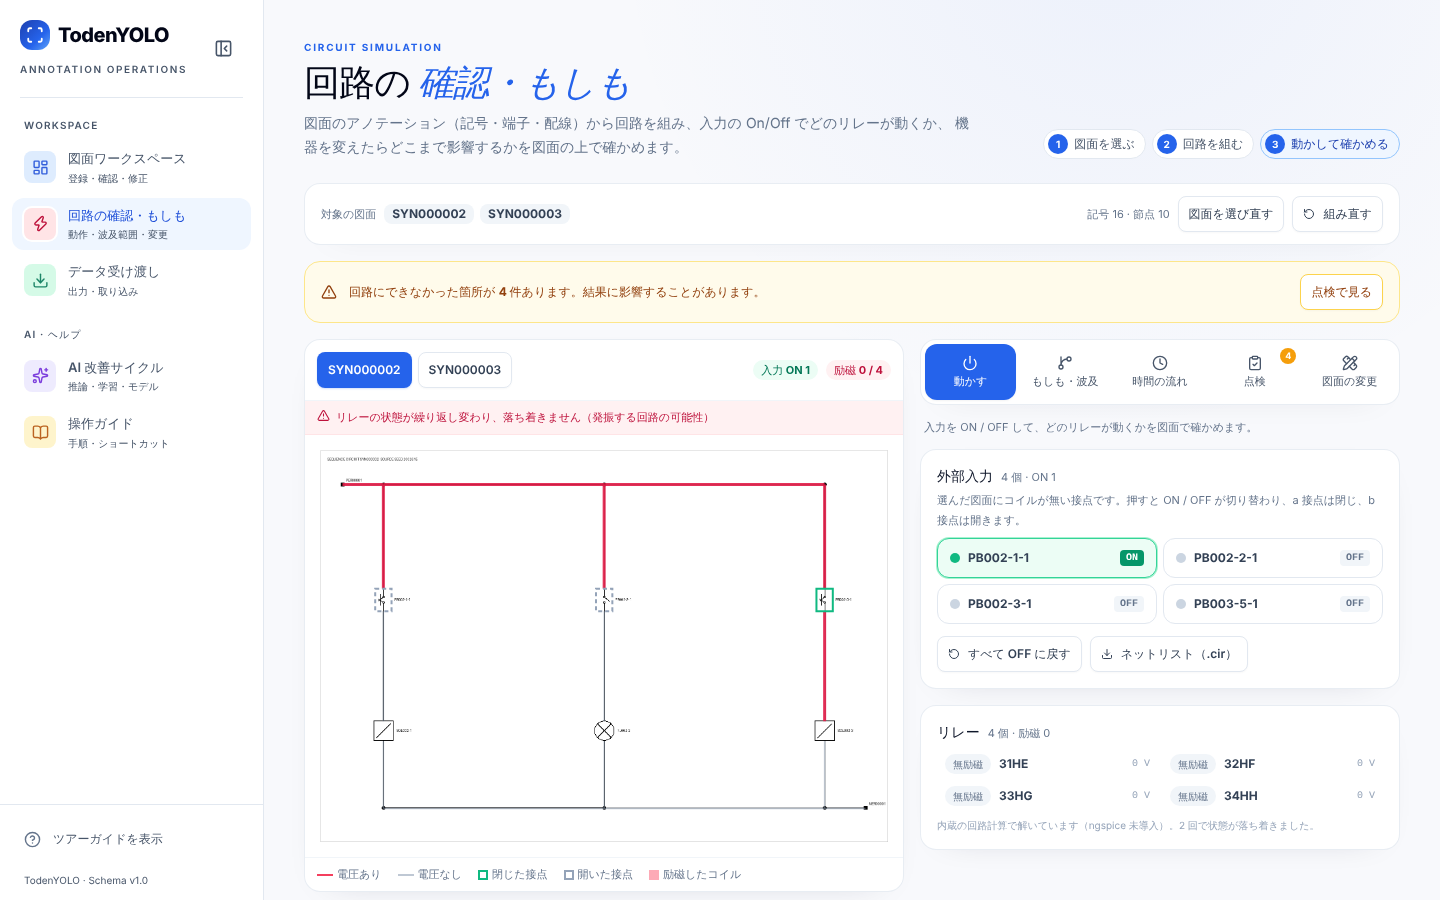 TodenYOLO
ANNOTATION OPERATIONS
WORKSPACE
図面ワークスペース
登録・確認・修正
回路の確認・もしも
動作・波及範囲・変更
データ受け渡し
出力・取り込み
AI・ヘルプ
AI 改善サイクル
推論・学習・モデル
操作ガイド
手順・ショートカット
ツアーガイドを表示
TodenYOLO · Schema v1.0
CIRCUIT SIMULATION
回路の 確認・もしも
図面のアノテーション（記号・端子・配線）から回路を組み、入力の On/Off でどのリレーが動くか、 機
器を変えたらどこまで影響するかを図面の上で確かめます。
1 図面を選ぶ
2 回路を組む
3 動かして確かめる
対象の図面 SYN000002 SYN000003
記号 16 · 節点 10 図面を選び直す 組み直す
回路にできなかった箇所が 4 件あります。結果に影響することがあります。
点検で見る
SYN000002 SYN000003
入力 ON 1 励磁 0 / 4
リレーの状態が繰り返し変わり、落ち着きません（発振する回路の可能性）
電圧あり 電圧なし 閉じた接点 開いた接点 励磁したコイル
動かす
もしも・波及
時間の流れ
4
点検
図面の変更
入力を ON / OFF して、どのリレーが動くかを図面で確かめます。
外部入力 4 個 · ON 1
選んだ図面にコイルが無い接点です。押すと ON / OFF が切り替わり、a 接点は閉じ、b
接点は開きます。
PB002-1-1 ON
PB002-2-1 OFF
PB002-3-1 OFF
PB003-5-1 OFF
すべて OFF に戻す
ネットリスト（.cir）
リレー 4 個 · 励磁 0
無励磁 31HE 0 V
無励磁 32HF 0 V
無励磁 33HG 0 V
無励磁 34HH 0 V
内蔵の回路計算で解いています（ngspice 未導入）。2 回で状態が落ち着きました。